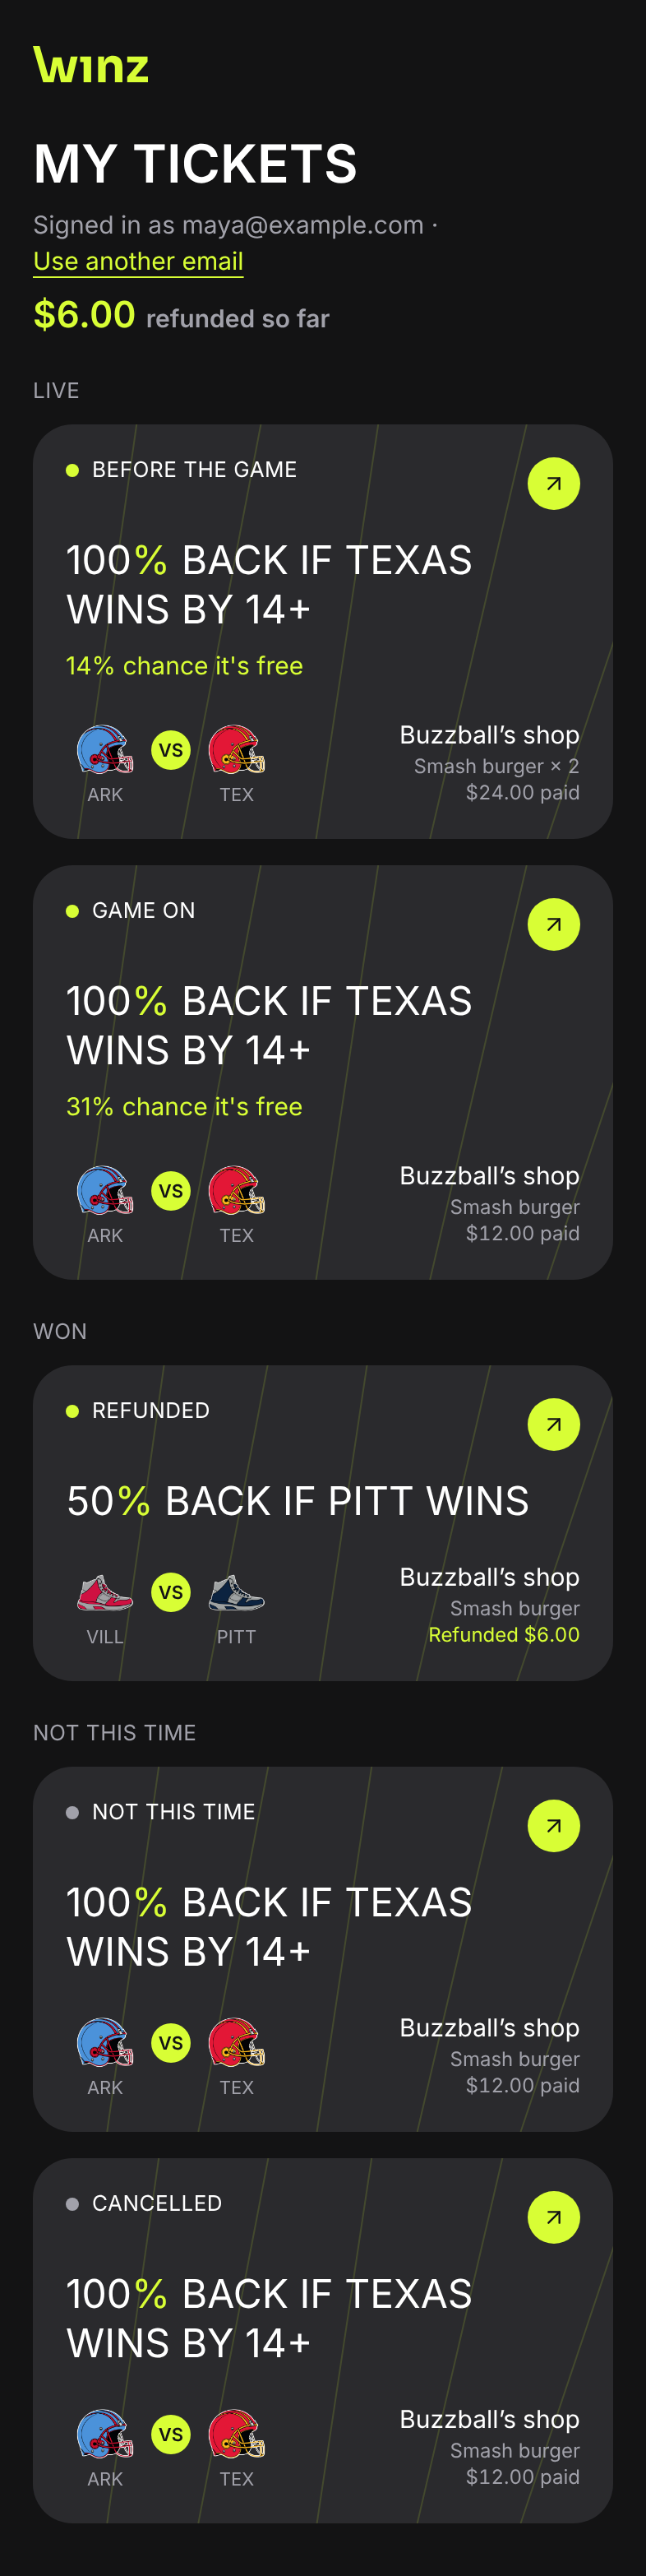 winz
MY TICKETS
Signed in as maya@example.com ·
Use another email
$6.00 refunded so far
LIVE
BEFORE THE GAME
100% BACK IF TEXAS
WINS BY 14+
14% chance it's free
VS
ARK
TEX
Buzzball’s shop
Smash burger × 2
$24.00 paid
GAME ON
100% BACK IF TEXAS
WINS BY 14+
31% chance it's free
VS
ARK
TEX
Buzzball’s shop
Smash burger
$12.00 paid
WON
REFUNDED
50% BACK IF PITT WINS
VS
VILL
PITT
Buzzball’s shop
Smash burger
Refunded $6.00
NOT THIS TIME
NOT THIS TIME
100% BACK IF TEXAS
WINS BY 14+
VS
ARK
TEX
Buzzball’s shop
Smash burger
$12.00 paid
CANCELLED
100% BACK IF TEXAS
WINS BY 14+
VS
ARK
TEX
Buzzball’s shop
Smash burger
$12.00 paid